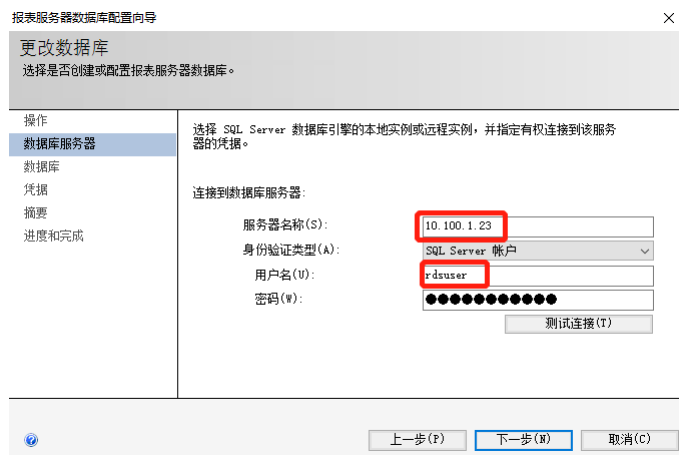 报表服务器数据库配置向导
更改数据库
选择是否创建或配置报表服务器数据库。
操作
数据库服务器
数据库
凭据
摘要
进度和完成
选择 SQL Server 数据库引擎的本地实例或远程实例，并指定有权连接到该服务
器的凭据。
连接到数据库服务器:
服务器名称(S): 10.100.1.23
身份验证类型(A): SQL Server 帐户
用户名(U): rdsuser
密码(W): ●●●●●●●●●●●
测试连接(T)
上一步(P) 下一步(N) 取消(C)